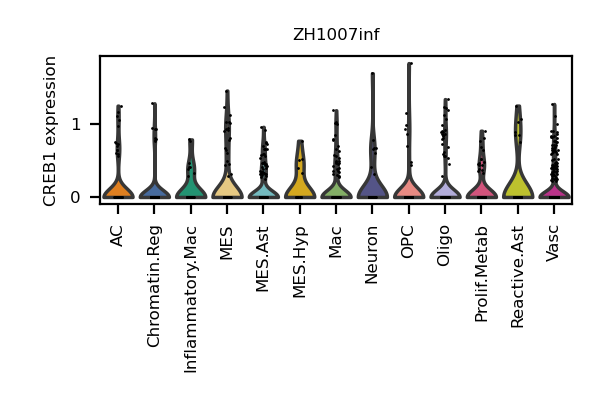 ZH1007inf
CREB1 expression
1
0
AC
Chromatin.Reg
Inflammatory.Mac
MES
MES.Ast
MES.Hyp
Mac
Neuron
OPC
Oligo
Prolif.Metab
Reactive.Ast
Vasc